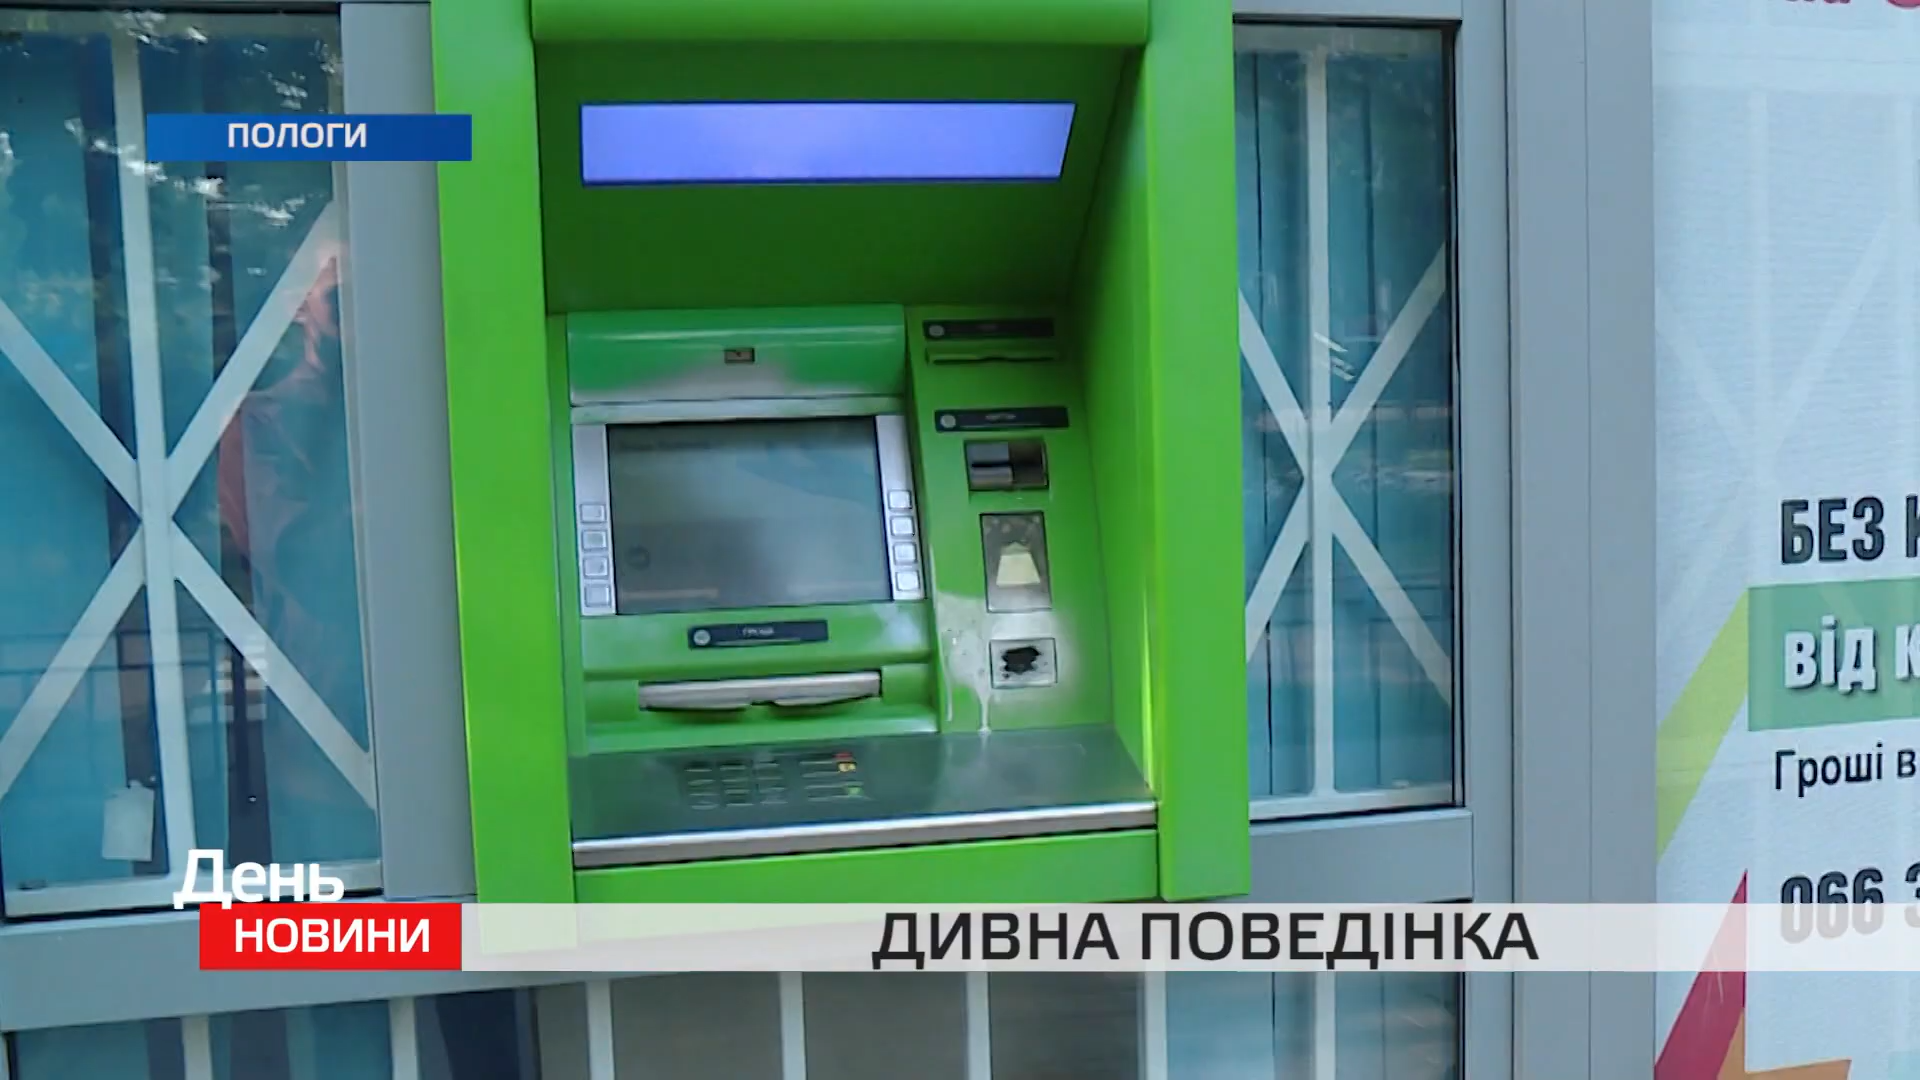 ПОЛОГИ
БЕЗ
від
Гроші в
066
День
НОВИНИ
ДИВНА ПОВЕДІНКА